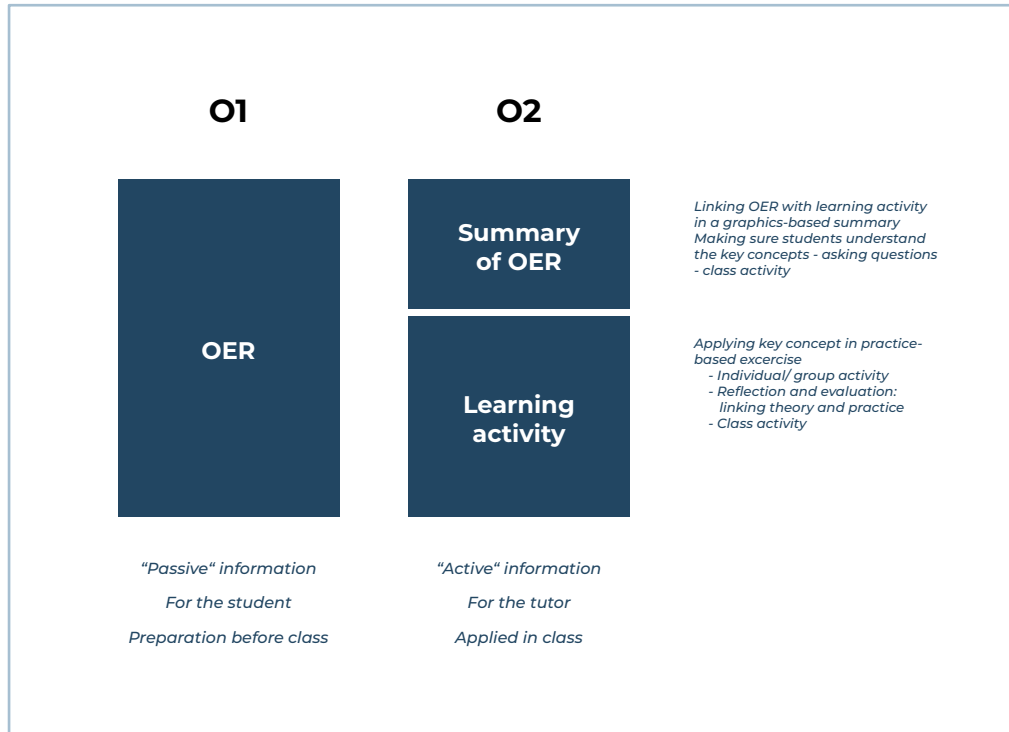 O1
O2
OER
Summary
of OER
Learning
activity
Linking OER with learning activity
in a graphics-based summary
Making sure students understand
the key concepts - asking questions
- class activity
Applying key concept in practice-
based excercise
- Individual/ group activity
- Reflection and evaluation:
linking theory and practice
- Class activity
“Passive“ information
For the student
Preparation before class
“Active“ information
For the tutor
Applied in class